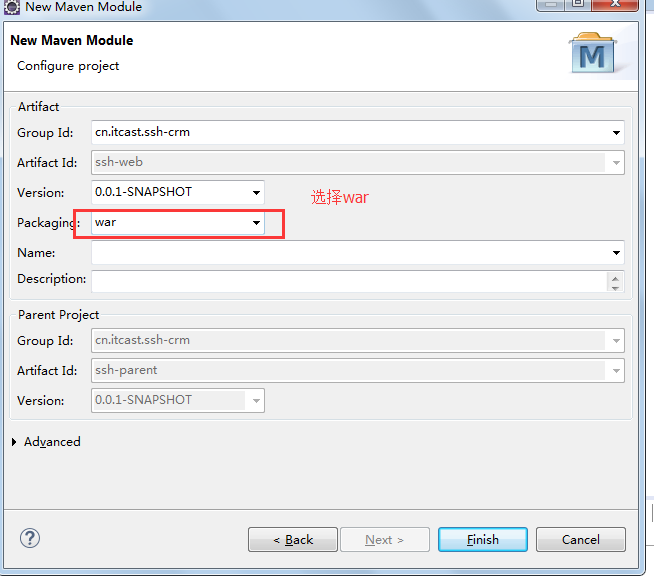 New Maven Module
New Maven Module
Configure project
M
Artifact
Group Id: cn.itcast.ssh-crm
Artifact Id: ssh-web
Version: 0.0.1-SNAPSHOT
选择war
Packaging: war
Name:
Description:
Parent Project
Group Id: cn.itcast.ssh-crm
Artifact Id: ssh-parent
Version: 0.0.1-SNAPSHOT
Advanced
?
< Back
Next >
Finish
Cancel